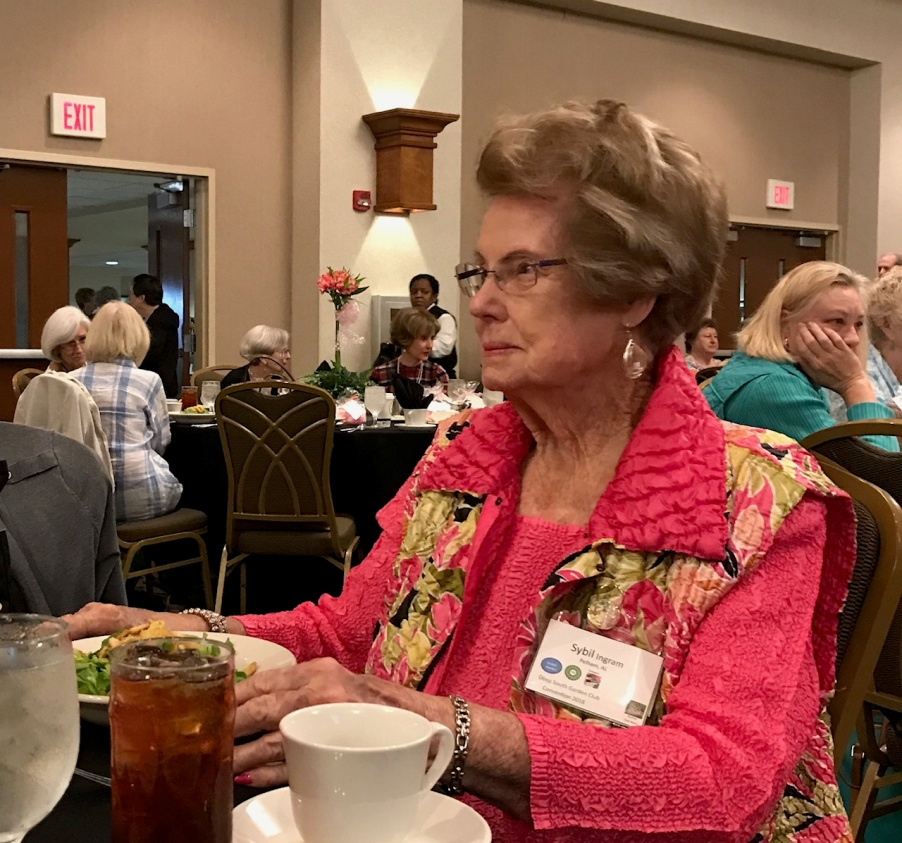 EXIT
EXIT
Sybil Ingram
Pelham, AL
Deep South Garden Club
Convention 2018